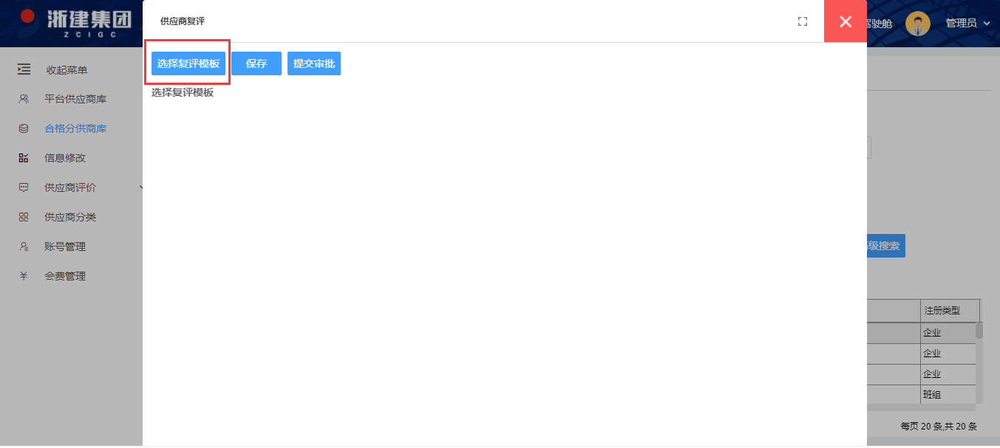 浙建集团
ZCIGC
供应商复评
驾驶舱
管理员
选择复评模板
保存
提交审批
选择复评模板
收起菜单
平台供应商库
合格分供商库
信息修改
供应商评价
供应商分类
账号管理
会费管理
级搜索
注册类型
企业
企业
企业
班组
每页 20 条,共 20 条